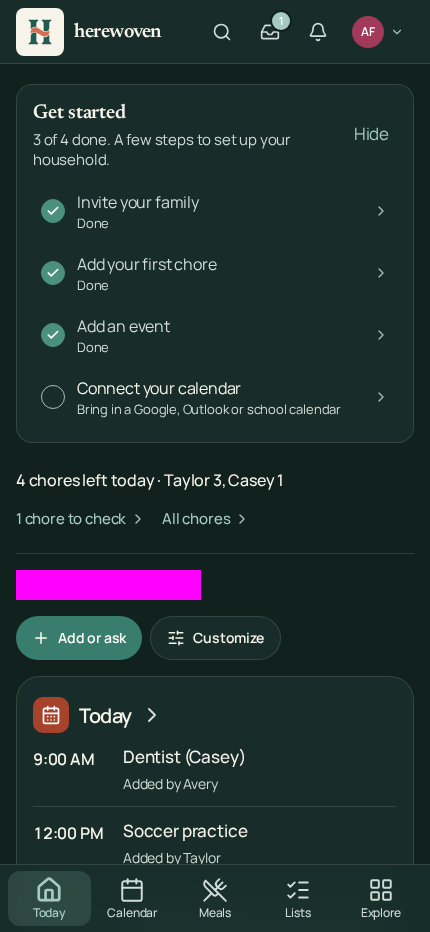 herewoven
1
AF
Get started
3 of 4 done. A few steps to set up your
household.
Hide
Invite your family
Done
Add your first chore
Done
Add an event
Done
Connect your calendar
Bring in a Google, Outlook or school calendar
4 chores left today · Taylor 3, Casey 1
1 chore to check
All chores
Add or ask
Customize
Today
9:00 AM
Dentist (Casey)
Added by Avery
12:00 PM
Soccer practice
Added by Taylor
Today
Calendar
Meals
Lists
Explore